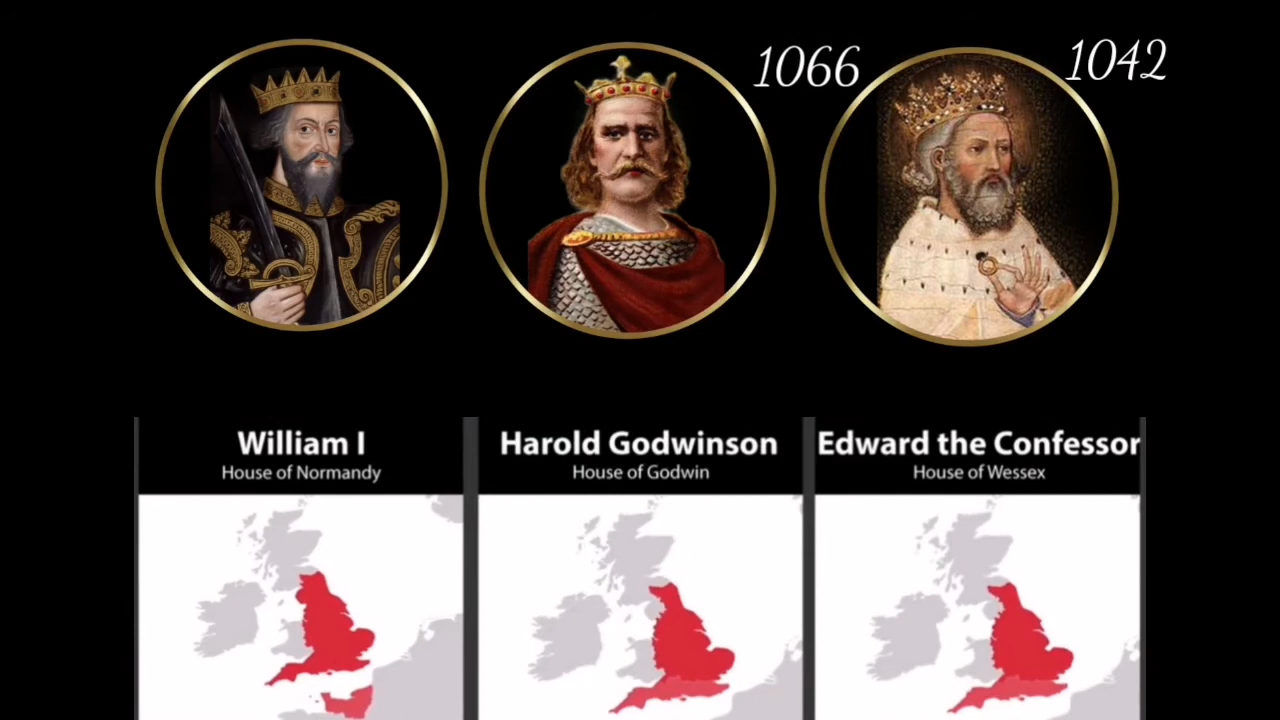 1066
1042
William I
House of Normandy
Harold Godwinson
House of Godwin
Edward the Confessor
House of Wessex